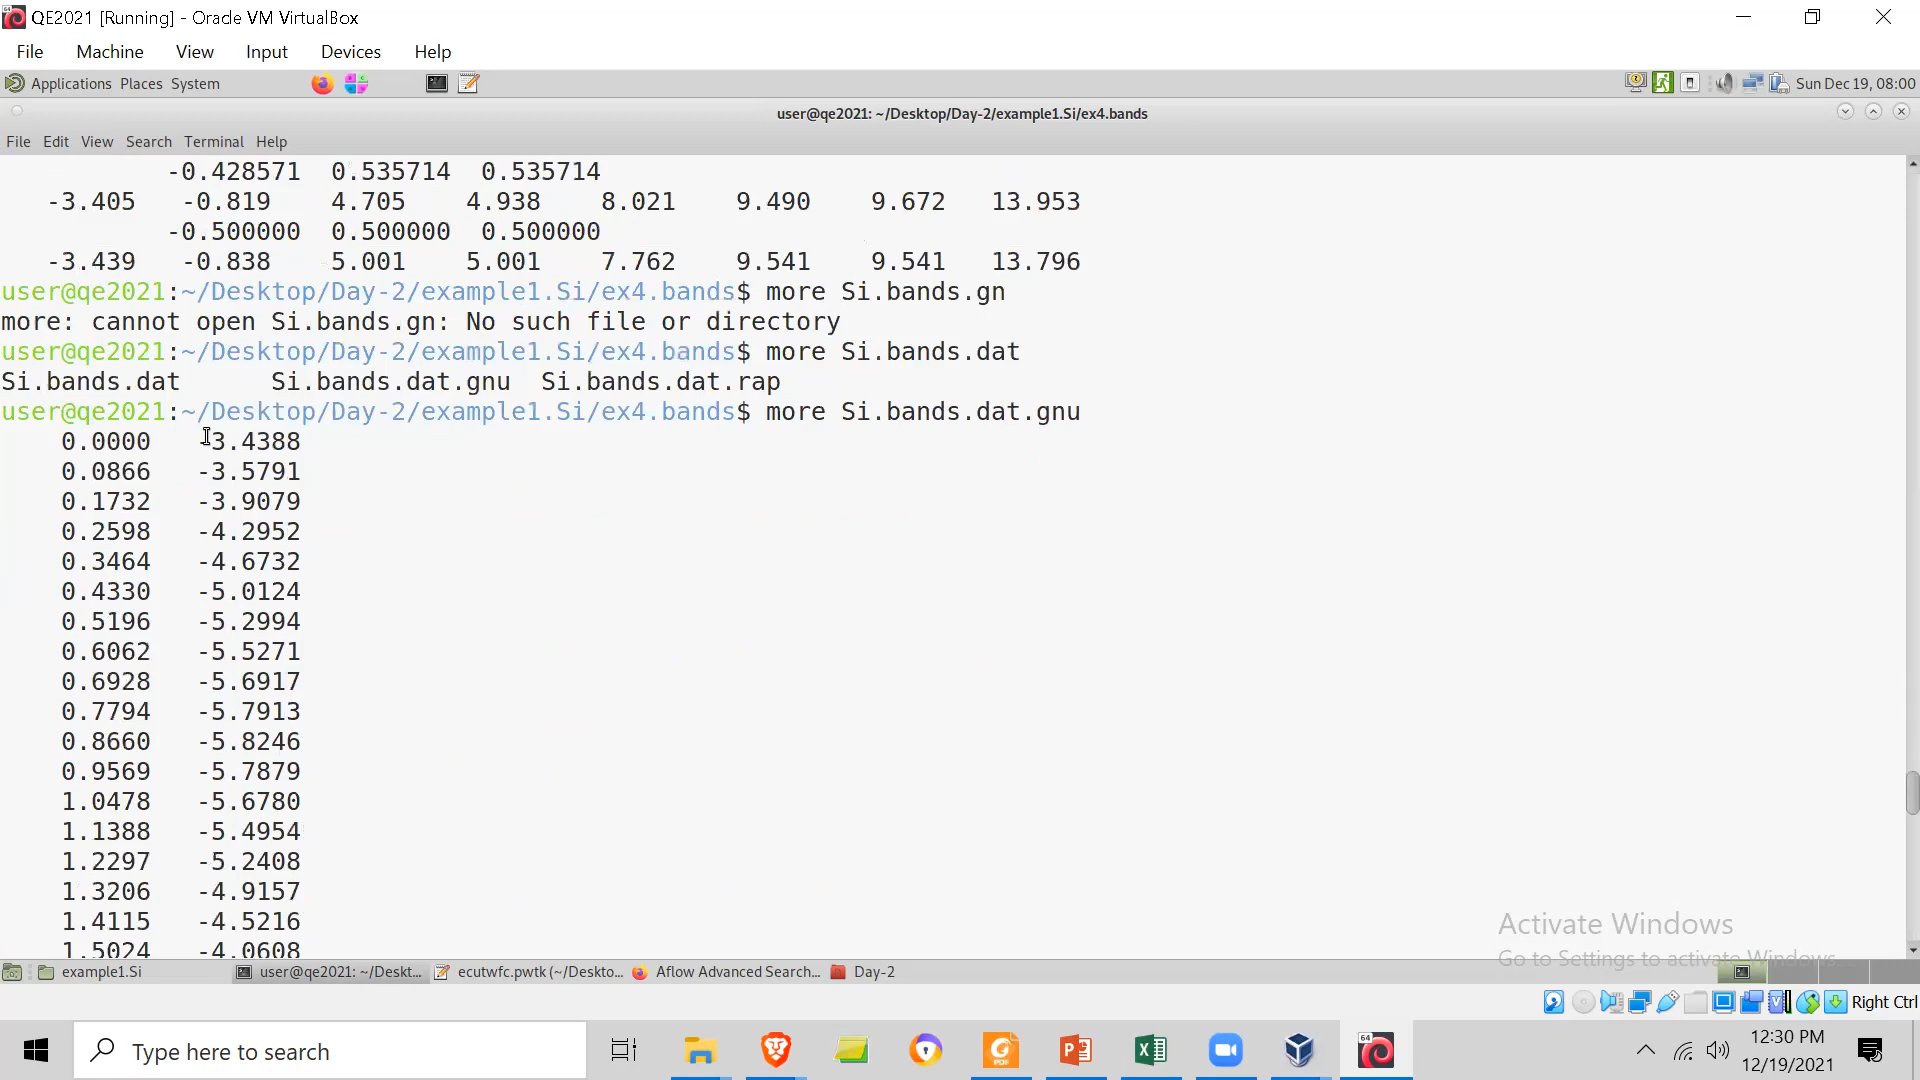 QE2021 [Running] - Oracle VM VirtualBox
File Machine View Input Devices Help
Applications Places System Sun Dec 19, 08:00
user@qe2021: ~/Desktop/Day-2/example1.Si/ex4.bands
File Edit View Search Terminal Help
-0.428571 0.535714 0.535714
-3.405 -0.819 4.705 4.938 8.021 9.490 9.672 13.953
-0.500000 0.500000 0.500000
-3.439 -0.838 5.001 5.001 7.762 9.541 9.541 13.796
user@qe2021:~/Desktop/Day-2/example1.Si/ex4.bands$ more Si.bands.gn
more: cannot open Si.bands.gn: No such file or directory
user@qe2021:~/Desktop/Day-2/example1.Si/ex4.bands$ more Si.bands.dat
Si.bands.dat Si.bands.dat.gnu Si.bands.dat.rap
user@qe2021:~/Desktop/Day-2/example1.Si/ex4.bands$ more Si.bands.dat.gnu
0.0000 -3.4388
0.0866 -3.5791
0.1732 -3.9079
0.2598 -4.2952
0.3464 -4.6732
0.4330 -5.0124
0.5196 -5.2994
0.6062 -5.5271
0.6928 -5.6917
0.7794 -5.7913
0.8660 -5.8246
0.9569 -5.7879
1.0478 -5.6780
1.1388 -5.4954
1.2297 -5.2408
1.3206 -4.9157
1.4115 -4.5216
1.5024 -4.0608
Activate Windows
Go to Settings to activate Windows.
example1.Si user@qe2021: ~/Deskt... ecutwfc.pwtk (~/Deskto... Aflow Advanced Search... Day-2
Right Ctrl
Type here to search
12:30 PM
12/19/2021